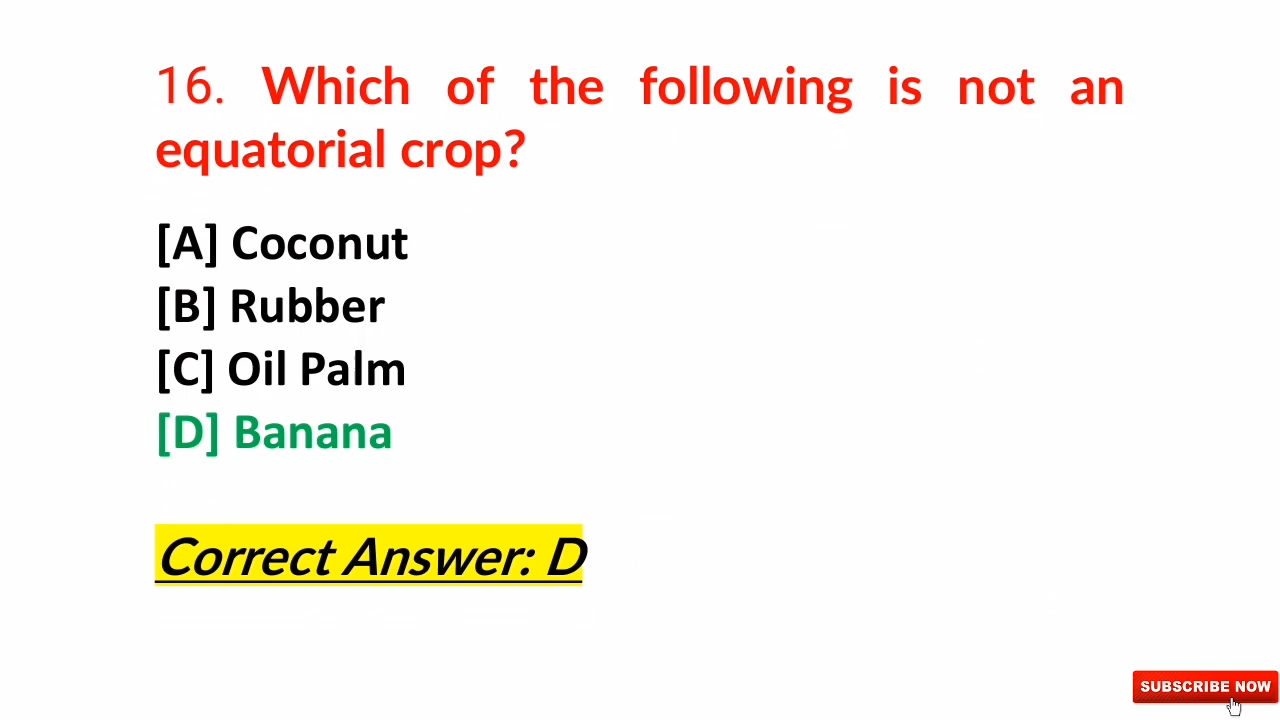 16. Which of the following is not an
equatorial crop?
[A] Coconut
[B] Rubber
[C] Oil Palm
[D] Banana
Correct Answer: D
SUBSCRIBE NOW